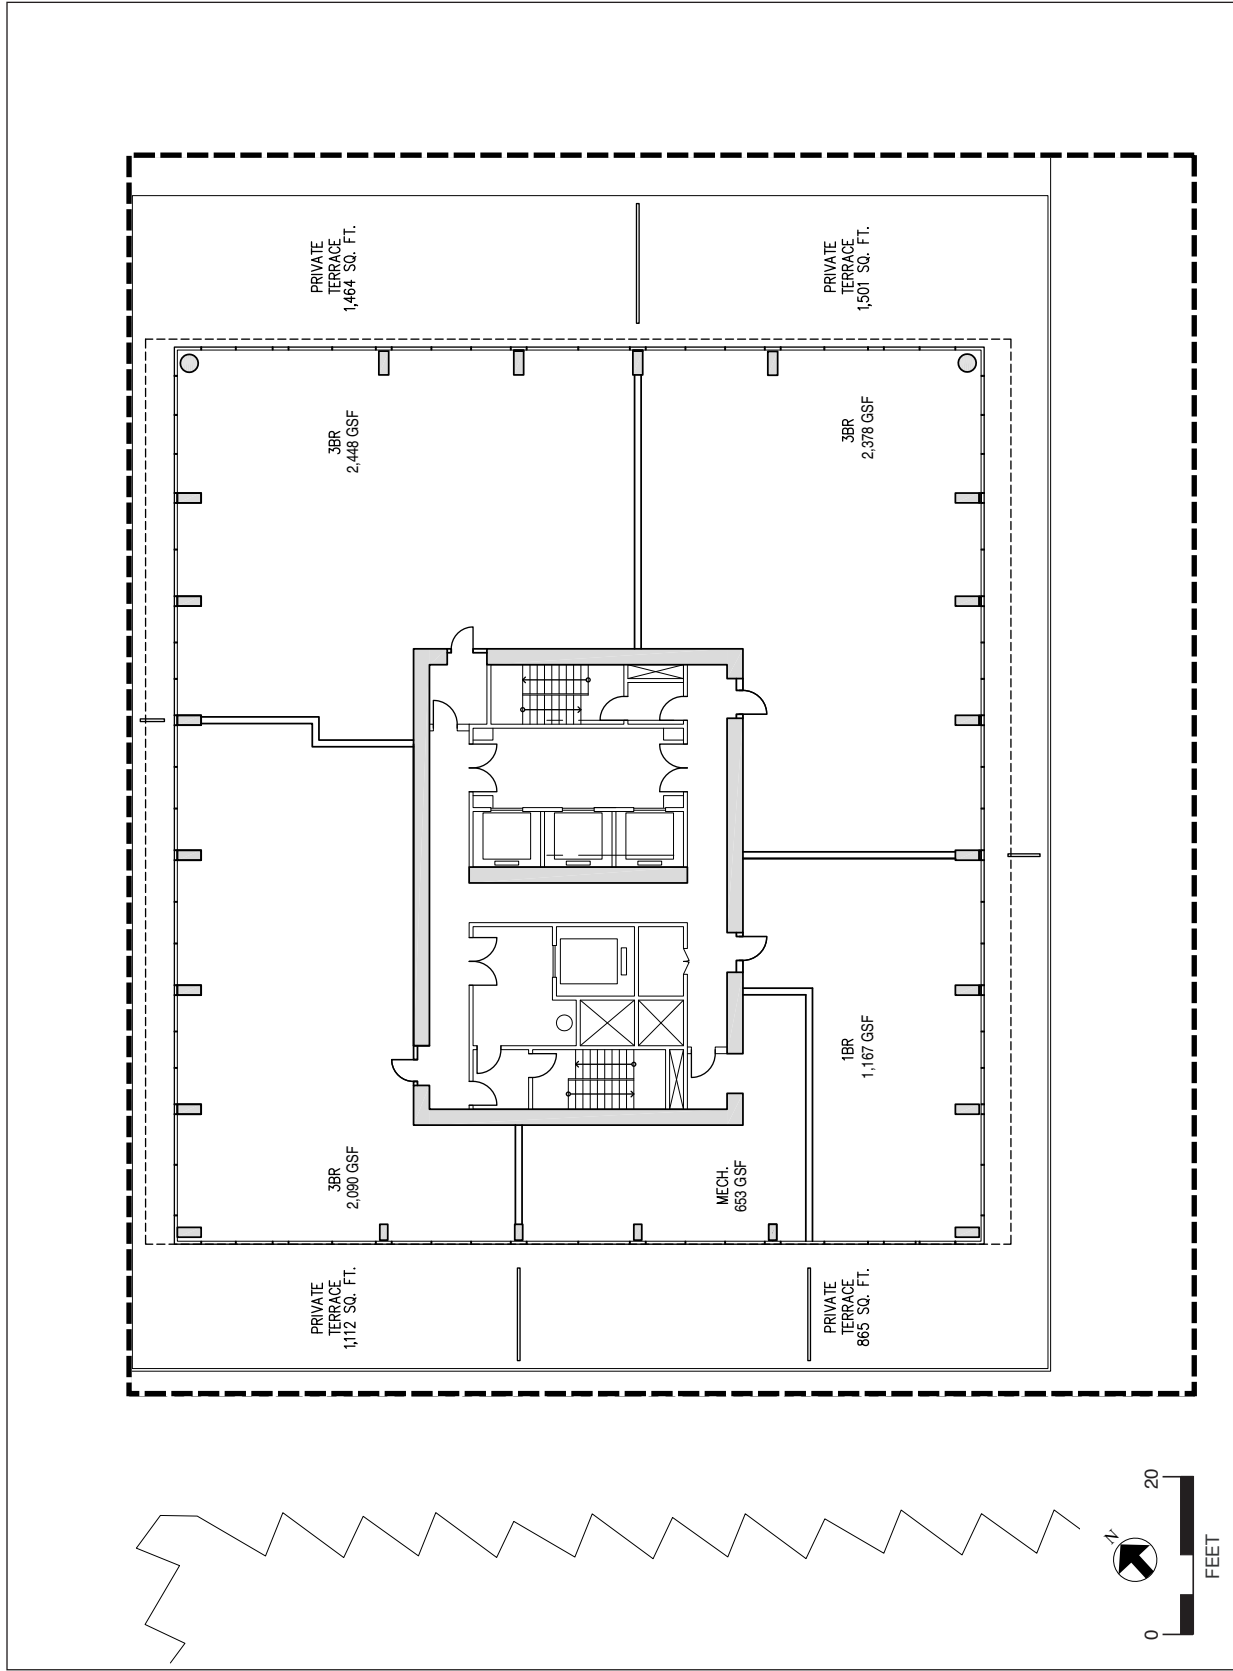 PRIVATE
TERRACE
1,464 SQ. FT.
PRIVATE
TERRACE
1,501 SQ. FT.
3BR
2,448 GSF
3BR
2,378 GSF
1BR
1,167 GSF
3BR
2,090 GSF
MECH.
653 GSF
PRIVATE
TERRACE
1,112 SQ. FT.
PRIVATE
TERRACE
865 SQ. FT.
N
0
20
FEET